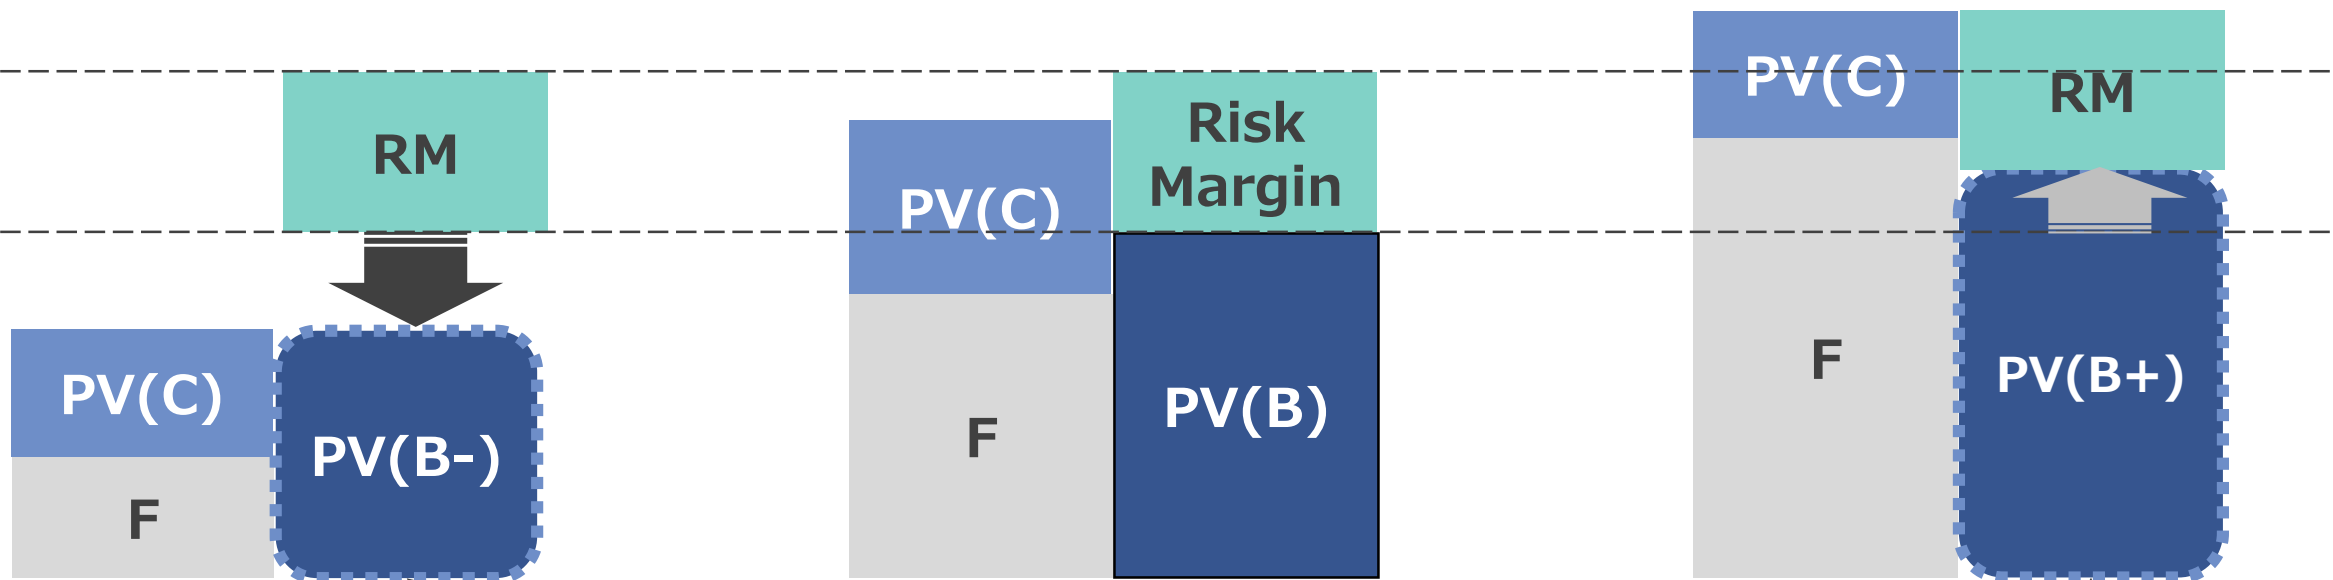 RM
PV(C)
PV(B-)
F
Risk
Margin
PV(C)
PV(B)
F
PV(C)
RM
F
PV(B+)